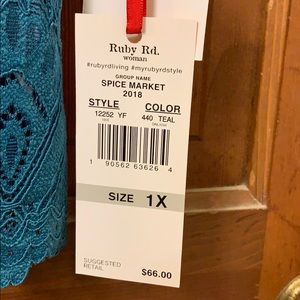 Ruby Rd.
woman
#rubyrdliving #myrubyrdstyle
GROUP NAME
SPICE MARKET
2018
STYLE COLOR
12252 YF 440 TEAL
1 90562 63626 4
SIZE 1X
SUGGESTED
RETAIL
$66.00